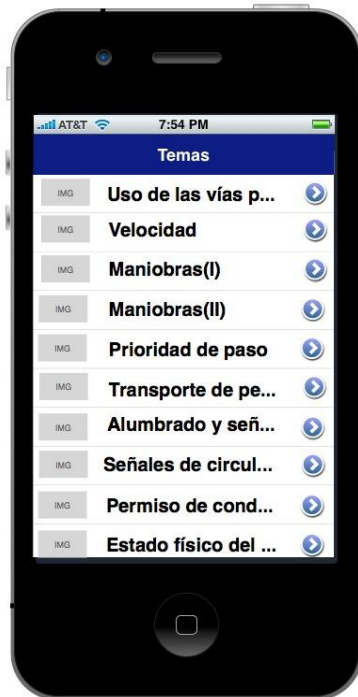 AT&T 7:54 PM
Temas
IMG Uso de las vías p...
IMG Velocidad
IMG Maniobras(I)
IMG Maniobras(II)
IMG Prioridad de paso
IMG Transporte de pe...
IMG Alumbrado y señ...
IMG Señales de circul...
IMG Permiso de cond...
IMG Estado físico del ...